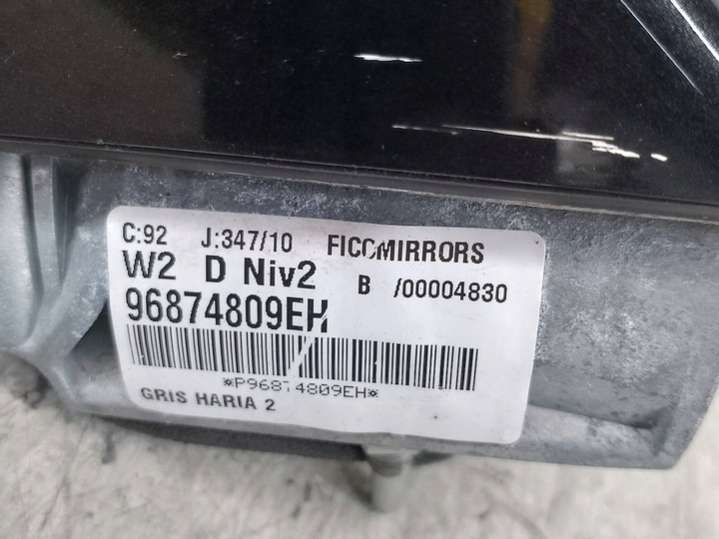 C:92 J:347/10 FICOMIRRORS
W2 D Niv2 B /00004830
96874809EH
*P96874809EH*
GRIS HARIA 2